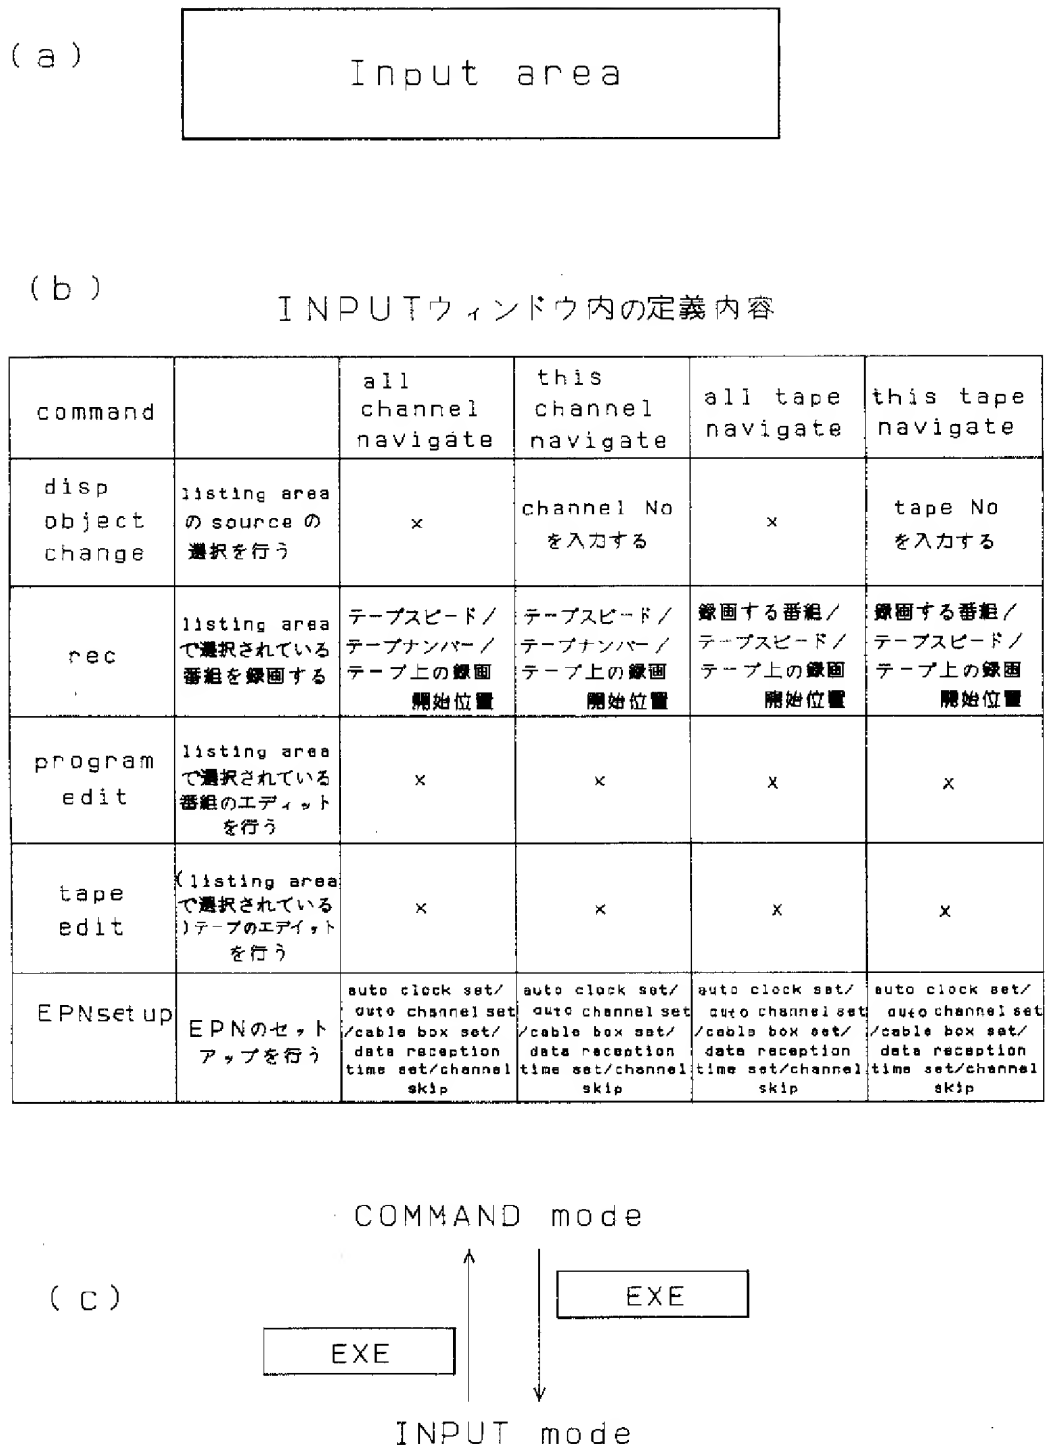 (a)
Input area
(b)
INPUTウィンドウ内の定義内容
command
all
channel
navigate
this
channel
navigate
all tape
navigate
this tape
navigate
disp
object
change
listing area
の source の
選択を行う
×
channel No
を入力する
×
tape No
を入力する
rec
listing area
で選択されている
番組を録画する
テープスピード/
テープナンバー/
テープ上の録画
開始位置
テープスピード/
テープナンバー/
テープ上の録画
開始位置
録画する番組/
テープスピード/
テープ上の録画
開始位置
録画する番組/
テープスピード/
テープ上の録画
開始位置
program
edit
listing area
で選択されている
番組のエディット
を行う
×
×
×
×
tape
edit
(listing area
で選択されている
)テープのエデイット
を行う
×
×
×
×
EPNsetup
EPNのセット
アップを行う
auto clock set/
auto channel set
/cable box set/
data reception
time set/channel
skip
auto clock set/
auto channel set
/cable box set/
data reception
time set/channel
skip
auto clock set/
auto channel set
/cable box set/
data reception
time set/channel
skip
auto clock set/
auto channel set
/cable box set/
data reception
time set/channel
skip
(c)
COMMAND mode
EXE
EXE
INPUT mode